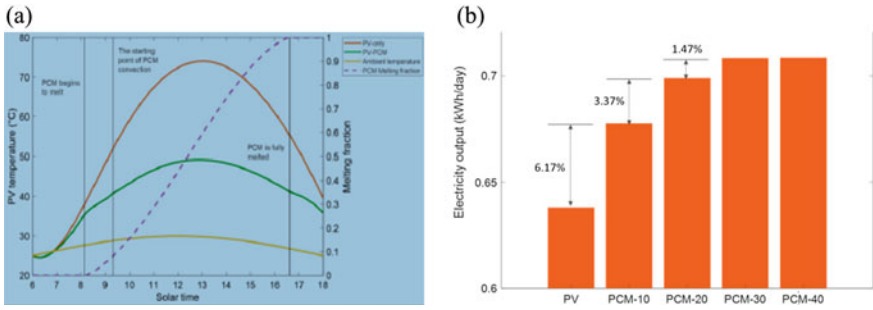 (a)
80
70
60
50
40
30
20
PV temperature (°C)
6 7 8 9 10 11 12 13 14 15 16 17 18
Solar time
1
0.9
0.8
0.7
0.6
0.5
0.4
0.3
0.2
0.1
0
Melting fraction
PCM begins
to melt
The starting
point of PCM
convection
PCM is fully
melted
PV-only
PV-PCM
Ambient temperature
PCM Melting fraction
(b)
0.7
0.65
0.6
Electricity output (kWh/day)
6.17%
3.37%
1.47%
PV PCM-10 PCM-20 PCM-30 PCM-40